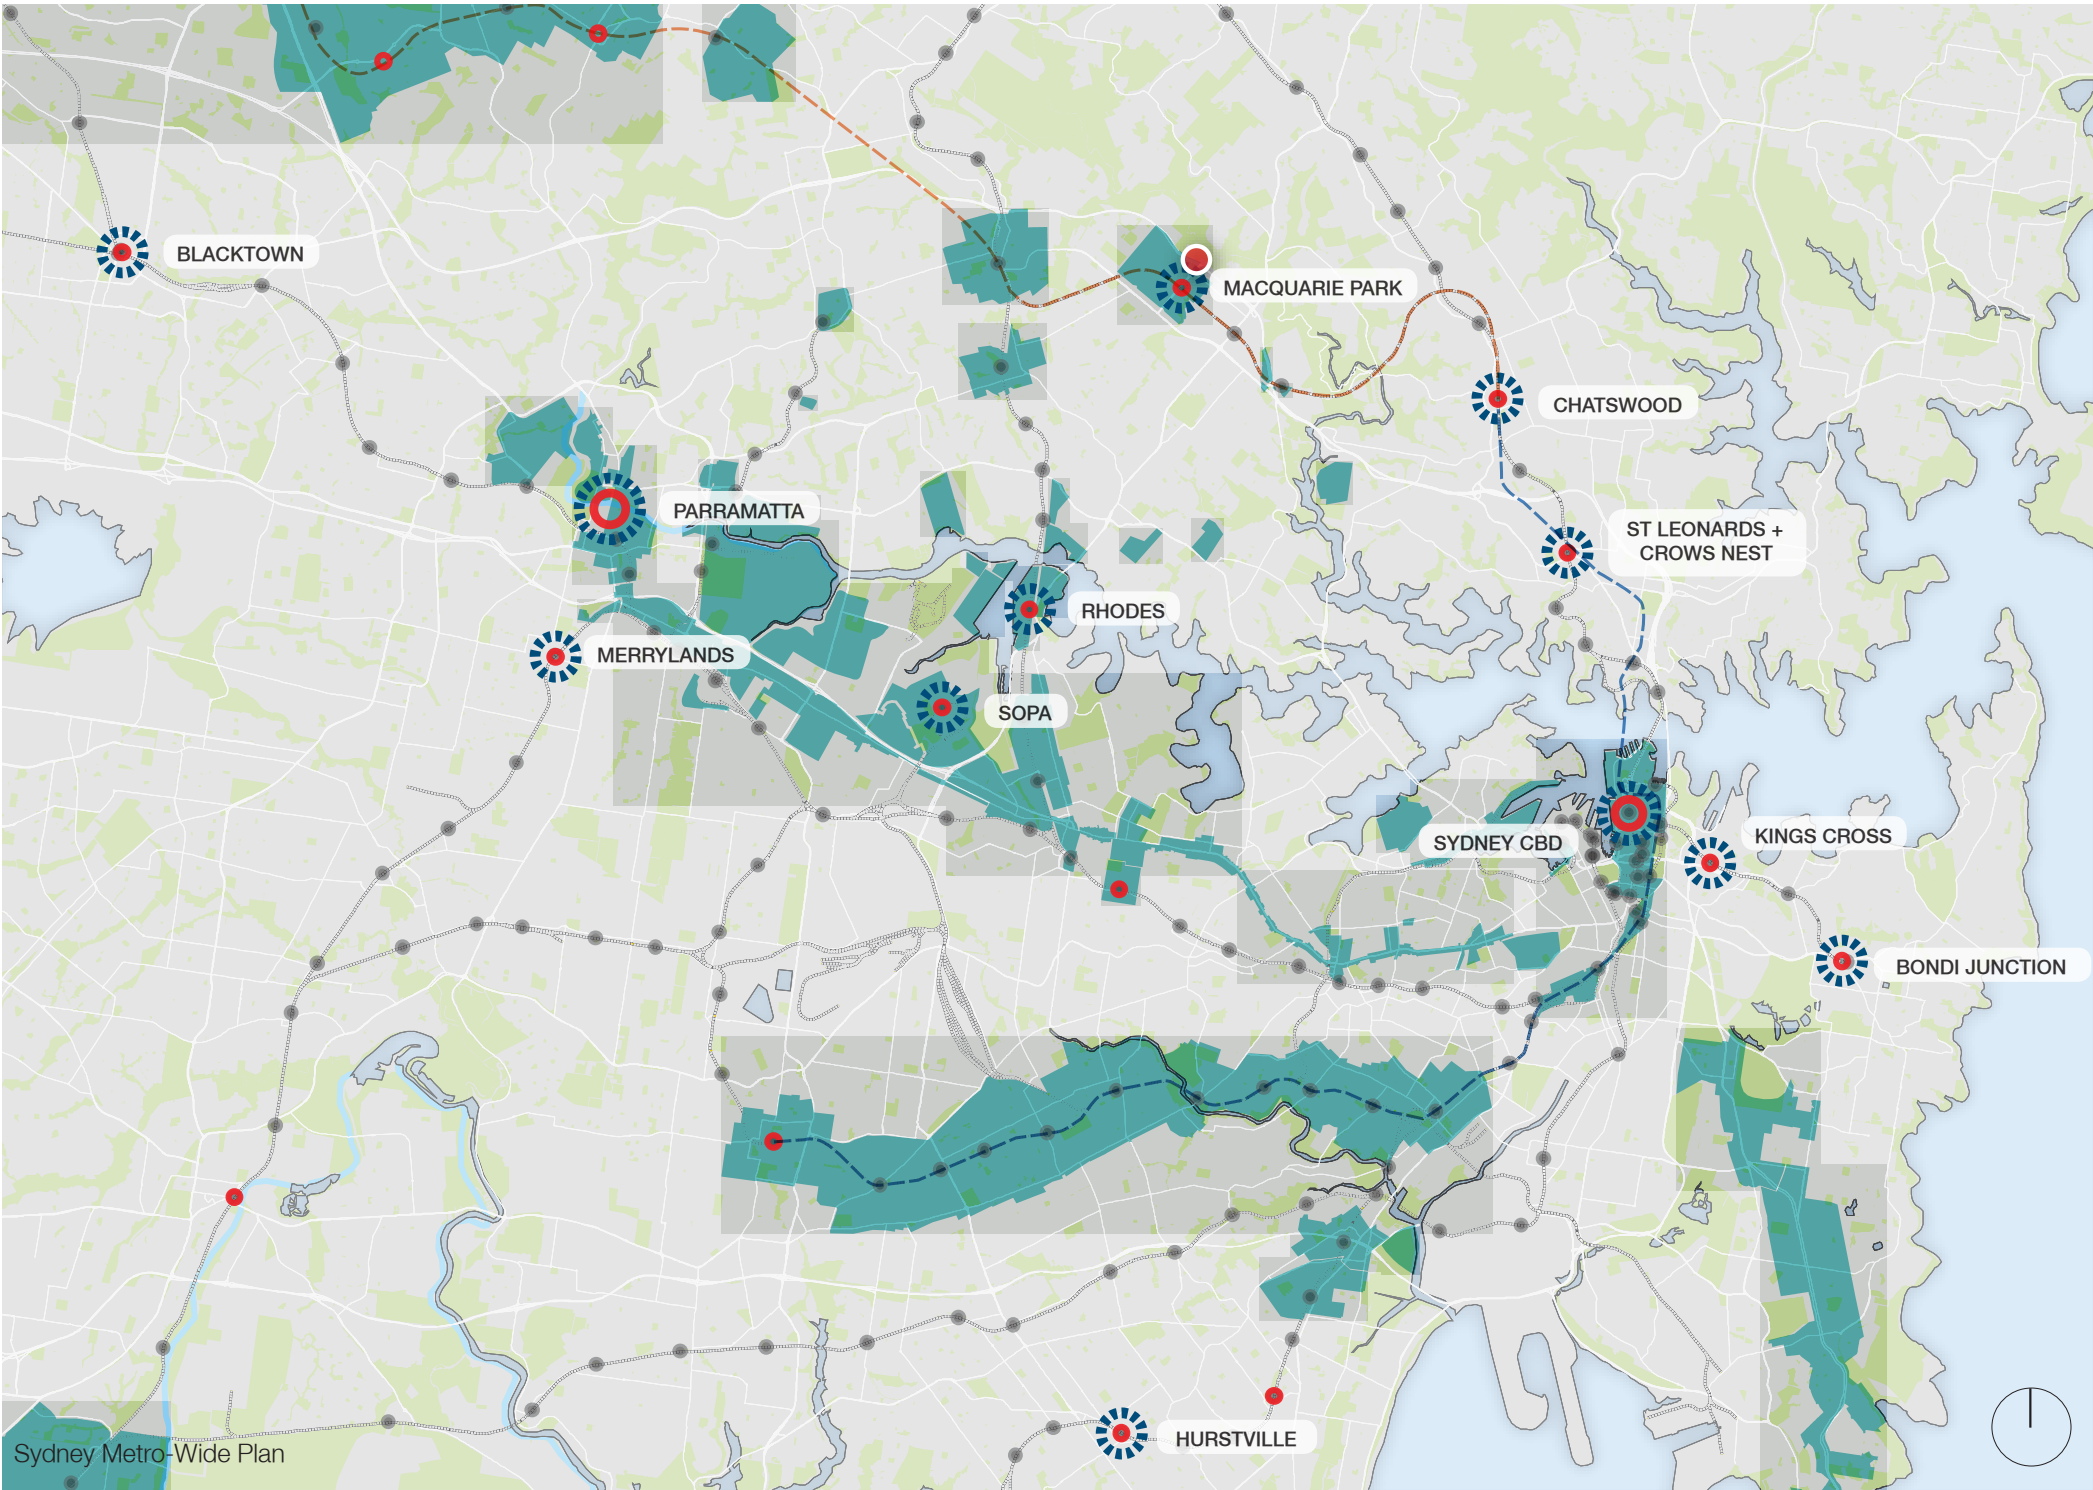 BLACKTOWN
MACQUARIE PARK
CHATSWOOD
PARRAMATTA
ST LEONARDS +
CROWS NEST
RHODES
MERRYLANDS
SOPA
SYDNEY CBD
KINGS CROSS
BONDI JUNCTION
HURSTVILLE
Sydney Metro-Wide Plan